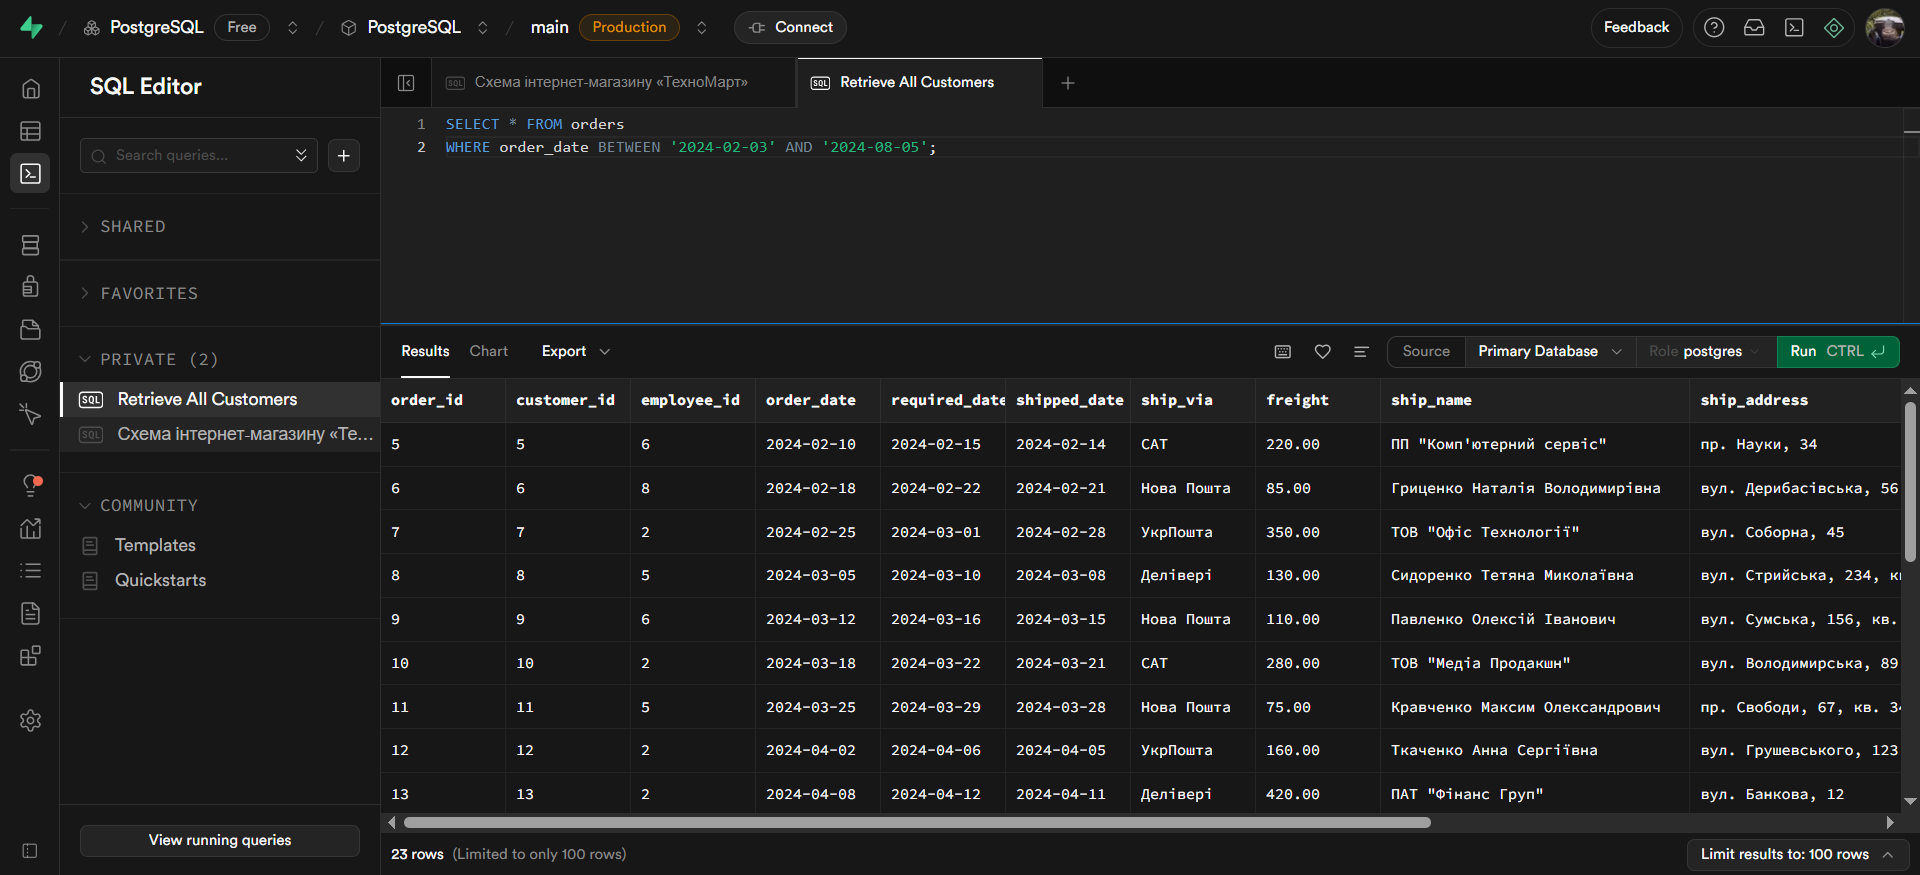 PostgreSQL Free PostgreSQL main Production Connect Feedback
SQL Editor
Search queries...
SHARED
FAVORITES
PRIVATE (2)
SQL Retrieve All Customers
SQL Схема інтернет-магазину «Те...
COMMUNITY
Templates
Quickstarts
View running queries
SQL Схема інтернет-магазину «ТехноМарт» SQL Retrieve All Customers
1 SELECT * FROM orders
2 WHERE order_date BETWEEN '2024-02-03' AND '2024-08-05';
Results Chart Export Source Primary Database Role postgres Run CTRL
order_id customer_id employee_id order_date required_date shipped_date ship_via freight ship_name ship_address
5 5 6 2024-02-10 2024-02-15 2024-02-14 САТ 220.00 ПП "Комп'ютерний сервіс" пр. Науки, 34
6 6 8 2024-02-18 2024-02-22 2024-02-21 Нова Пошта 85.00 Гриценко Наталія Володимирівна вул. Дерибасівська, 56
7 7 2 2024-02-25 2024-03-01 2024-02-28 УкрПошта 350.00 ТОВ "Офіс Технології" вул. Соборна, 45
8 8 5 2024-03-05 2024-03-10 2024-03-08 Делівері 130.00 Сидоренко Тетяна Миколаївна вул. Стрийська, 234, к
9 9 6 2024-03-12 2024-03-16 2024-03-15 Нова Пошта 110.00 Павленко Олексій Іванович вул. Сумська, 156, кв.
10 10 2 2024-03-18 2024-03-22 2024-03-21 САТ 280.00 ТОВ "Медіа Продакшн" вул. Володимирська, 89
11 11 5 2024-03-25 2024-03-29 2024-03-28 Нова Пошта 75.00 Кравченко Максим Олександрович пр. Свободи, 67, кв. 34
12 12 2 2024-04-02 2024-04-06 2024-04-05 УкрПошта 160.00 Ткаченко Анна Сергіївна вул. Грушевського, 123
13 13 2 2024-04-08 2024-04-12 2024-04-11 Делівері 420.00 ПАТ "Фінанс Груп" вул. Банкова, 12
23 rows (Limited to only 100 rows) Limit results to: 100 rows